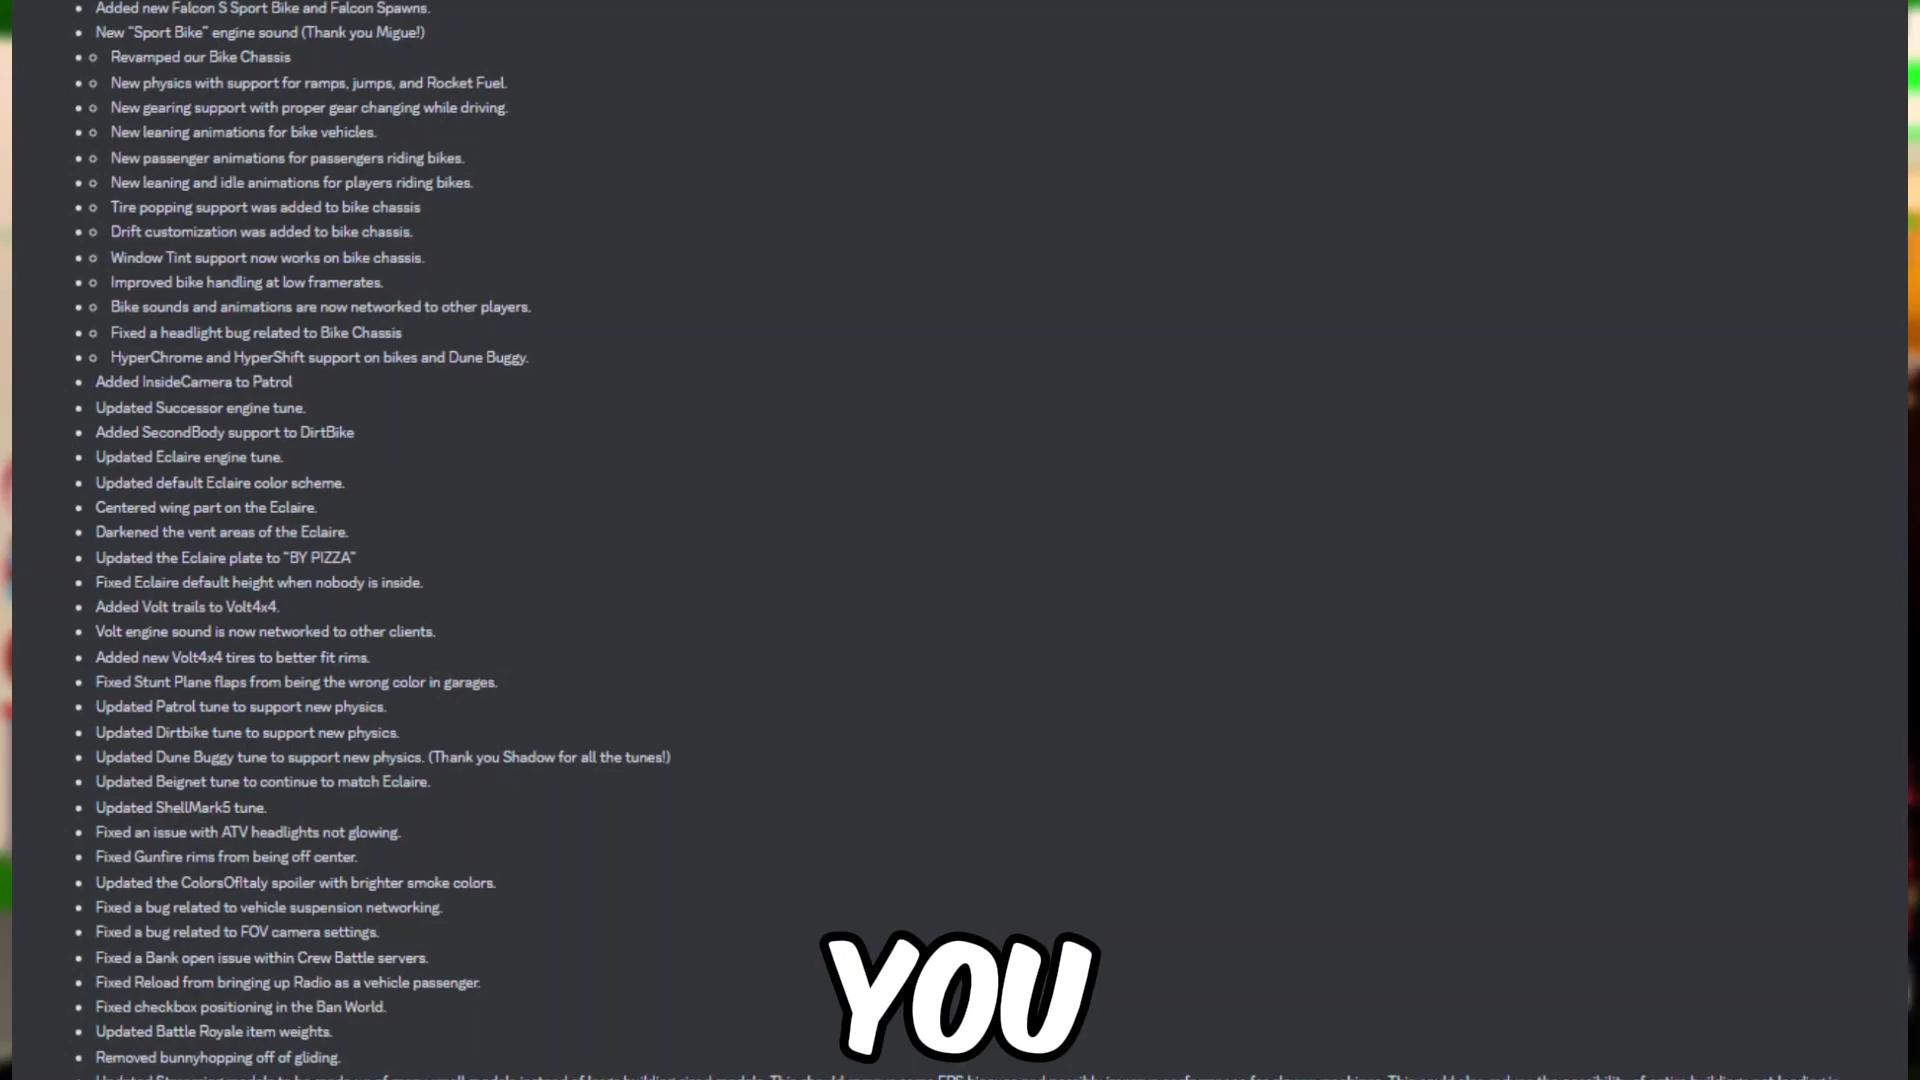 • Added new Falcon S Sport Bike and Falcon Spawns.
• New "Sport Bike" engine sound (Thank you Migue!)
• ○ Revamped our Bike Chassis
• ○ New physics with support for ramps, jumps, and Rocket Fuel.
• ○ New gearing support with proper gear changing while driving.
• ○ New leaning animations for bike vehicles.
• ○ New passenger animations for passengers riding bikes.
• ○ New leaning and idle animations for players riding bikes.
• ○ Tire popping support was added to bike chassis
• ○ Drift customization was added to bike chassis.
• ○ Window Tint support now works on bike chassis.
• ○ Improved bike handling at low framerates.
• ○ Bike sounds and animations are now networked to other players.
• ○ Fixed a headlight bug related to Bike Chassis
• ○ HyperChrome and HyperShift support on bikes and Dune Buggy.
• Added InsideCamera to Patrol
• Updated Successor engine tune.
• Added SecondBody support to DirtBike
• Updated Eclaire engine tune.
• Updated default Eclaire color scheme.
• Centered wing part on the Eclaire.
• Darkened the vent areas of the Eclaire.
• Updated the Eclaire plate to "BY PIZZA"
• Fixed Eclaire default height when nobody is inside.
• Added Volt trails to Volt4x4.
• Volt engine sound is now networked to other clients.
• Added new Volt4x4 tires to better fit rims.
• Fixed Stunt Plane flaps from being the wrong color in garages.
• Updated Patrol tune to support new physics.
• Updated Dirtbike tune to support new physics.
• Updated Dune Buggy tune to support new physics. (Thank you Shadow for all the tunes!)
• Updated Beignet tune to continue to match Eclaire.
• Updated ShellMark5 tune.
• Fixed an issue with ATV headlights not glowing.
• Fixed Gunfire rims from being off center.
• Updated the ColorsOfItaly spoiler with brighter smoke colors.
• Fixed a bug related to vehicle suspension networking.
• Fixed a bug related to FOV camera settings.
• Fixed a Bank open issue within Crew Battle servers.
• Fixed Reload from bringing up Radio as a vehicle passenger.
• Fixed checkbox positioning in the Ban World.
• Updated Battle Royale item weights.
• Removed bunnyhopping off of gliding.
YOU